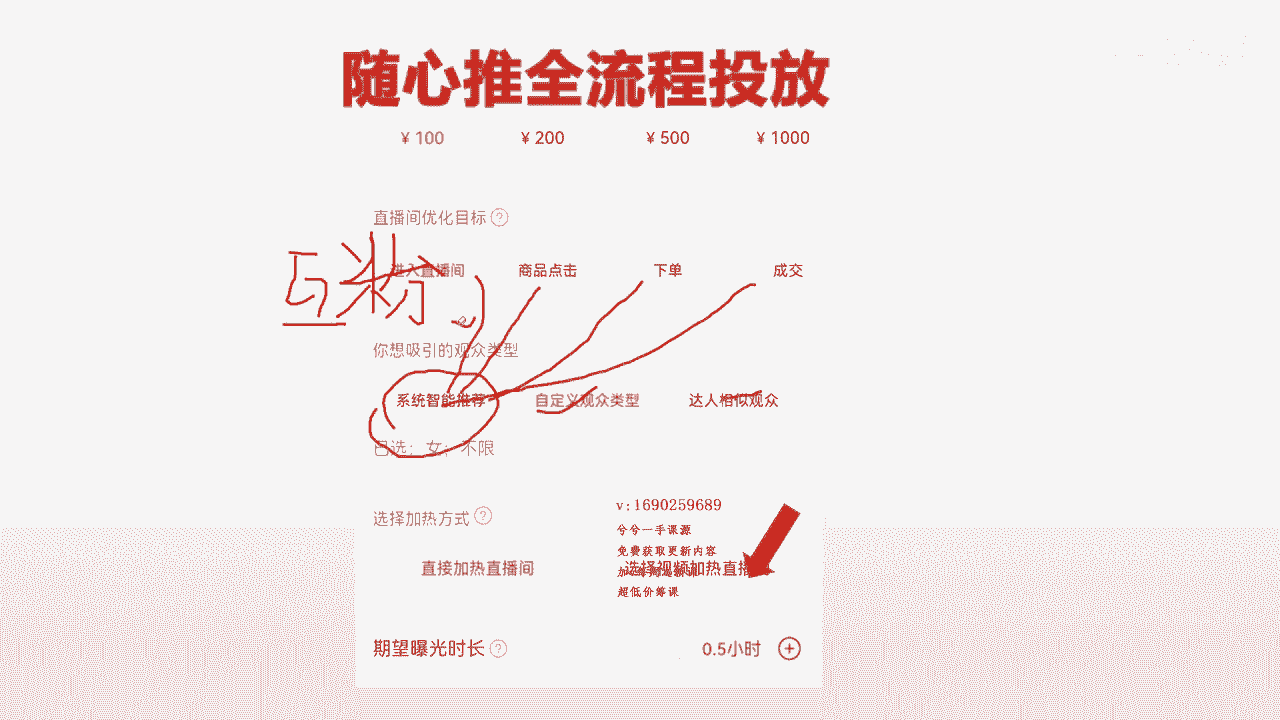 随心推全流程投放
¥ 100 ¥ 200 ¥ 500 ¥ 1000
直播间优化目标 ?
进入直播间 商品点击 下单 成交
互粉
你想吸引的观众类型
系统智能推荐 自定义观众类型 达人相似观众
已选：女；不限
v:1690259689
选择加热方式 ?
兮兮一手课源
免费获取更新内容
直接加热直播间 选择视频加热直播
超低价筹课
期望曝光时长 ? 0.5小时 +